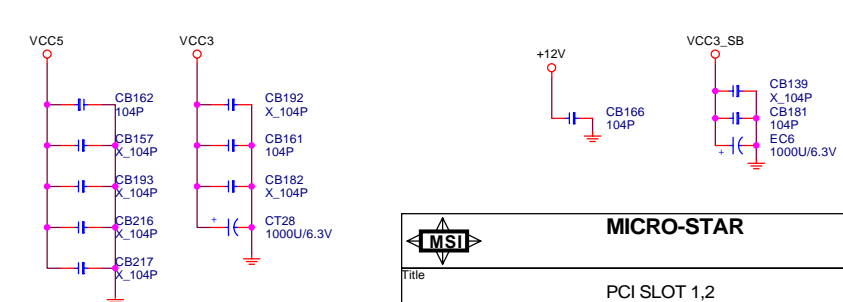 VCC5
CB162
104P
CB157
X_104P
CB193
X_104P
CB216
X_104P
CB217
X_104P
VCC3
CB192
X_104P
CB161
104P
CB182
X_104P
+
CT28
1000U/6.3V
+12V
CB166
104P
VCC3_SB
CB139
X_104P
CB181
104P
+
EC6
1000U/6.3V
MSI
MICRO-STAR
Title
PCI SLOT 1,2